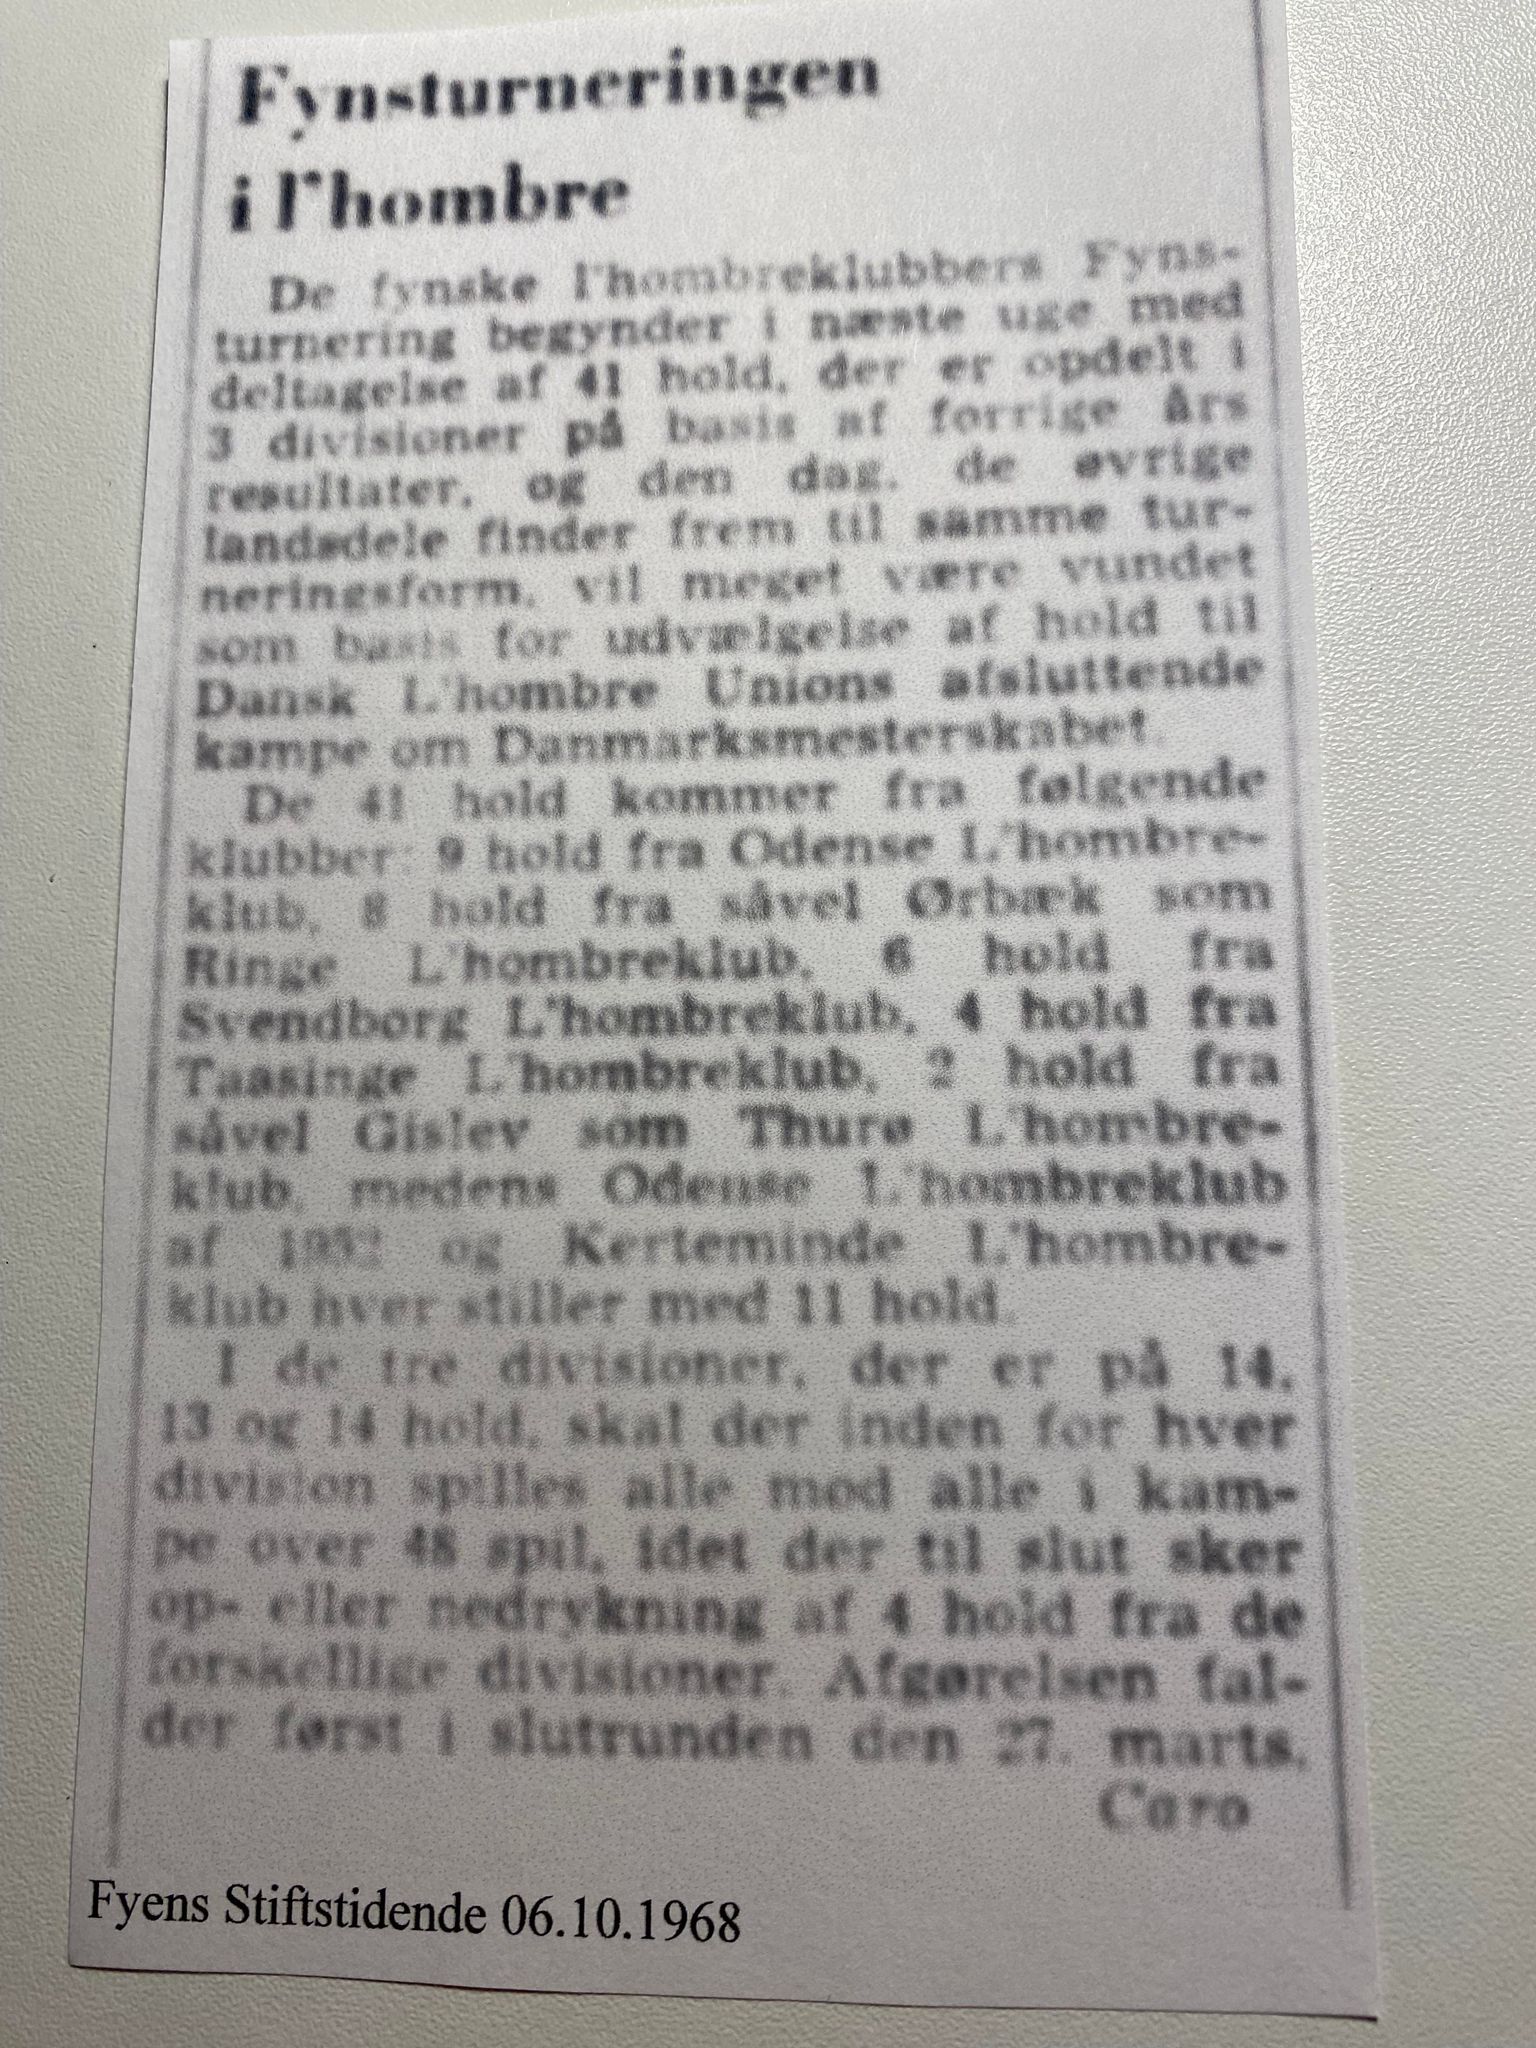 Fynsturneringen
i l'hombre
De fynske l'hombreklubbers Fyns-
turnering begynder i næste uge med
deltagelse af 41 hold, der er opdelt i
3 divisioner på basis af forrige års
resultater, og den dag, de øvrige
landsdele finder frem til samme tur-
neringsform, vil meget være vundet
som basis for udvælgelse af hold til
Dansk L'hombre Unions afsluttende
kampe om Danmarksmesterskabet.
De 41 hold kommer fra følgende
klubber: 9 hold fra Odense L'hombre-
klub, 8 hold fra såvel Ørbæk som
Ringe L'hombreklub, 6 hold fra
Svendborg L'hombreklub, 4 hold fra
Taasinge L'hombreklub, 2 hold fra
såvel Gislev som Thurø L'hombre-
klub, medens Odense L'hombreklub
af 1952 og Kerteminde L'hombre-
klub hver stiller med 11 hold.
I de tre divisioner, der er på 14,
13 og 14 hold, skal der inden for hver
division spilles alle mod alle i kam-
pe over 48 spil, idet der til slut sker
op- eller nedrykning af 4 hold fra de
forskellige divisioner. Afgørelsen fal-
der først i slutrunden den 27. marts.
Caro
Fyens Stiftstidende 06.10.1968